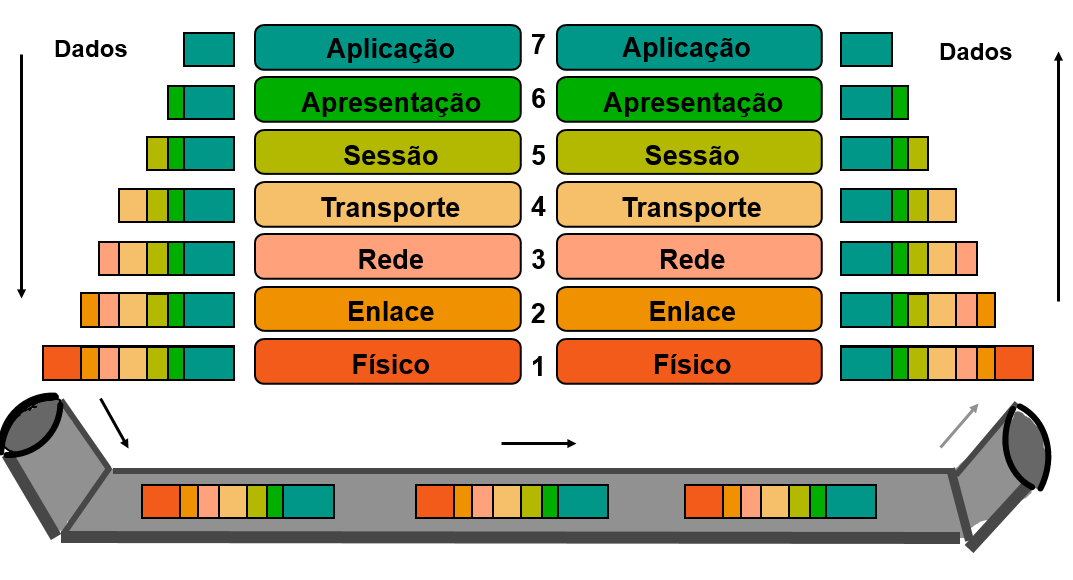 Dados Aplicação 7 Aplicação Dados
Apresentação 6 Apresentação
Sessão 5 Sessão
Transporte 4 Transporte
Rede 3 Rede
Enlace 2 Enlace
Físico 1 Físico